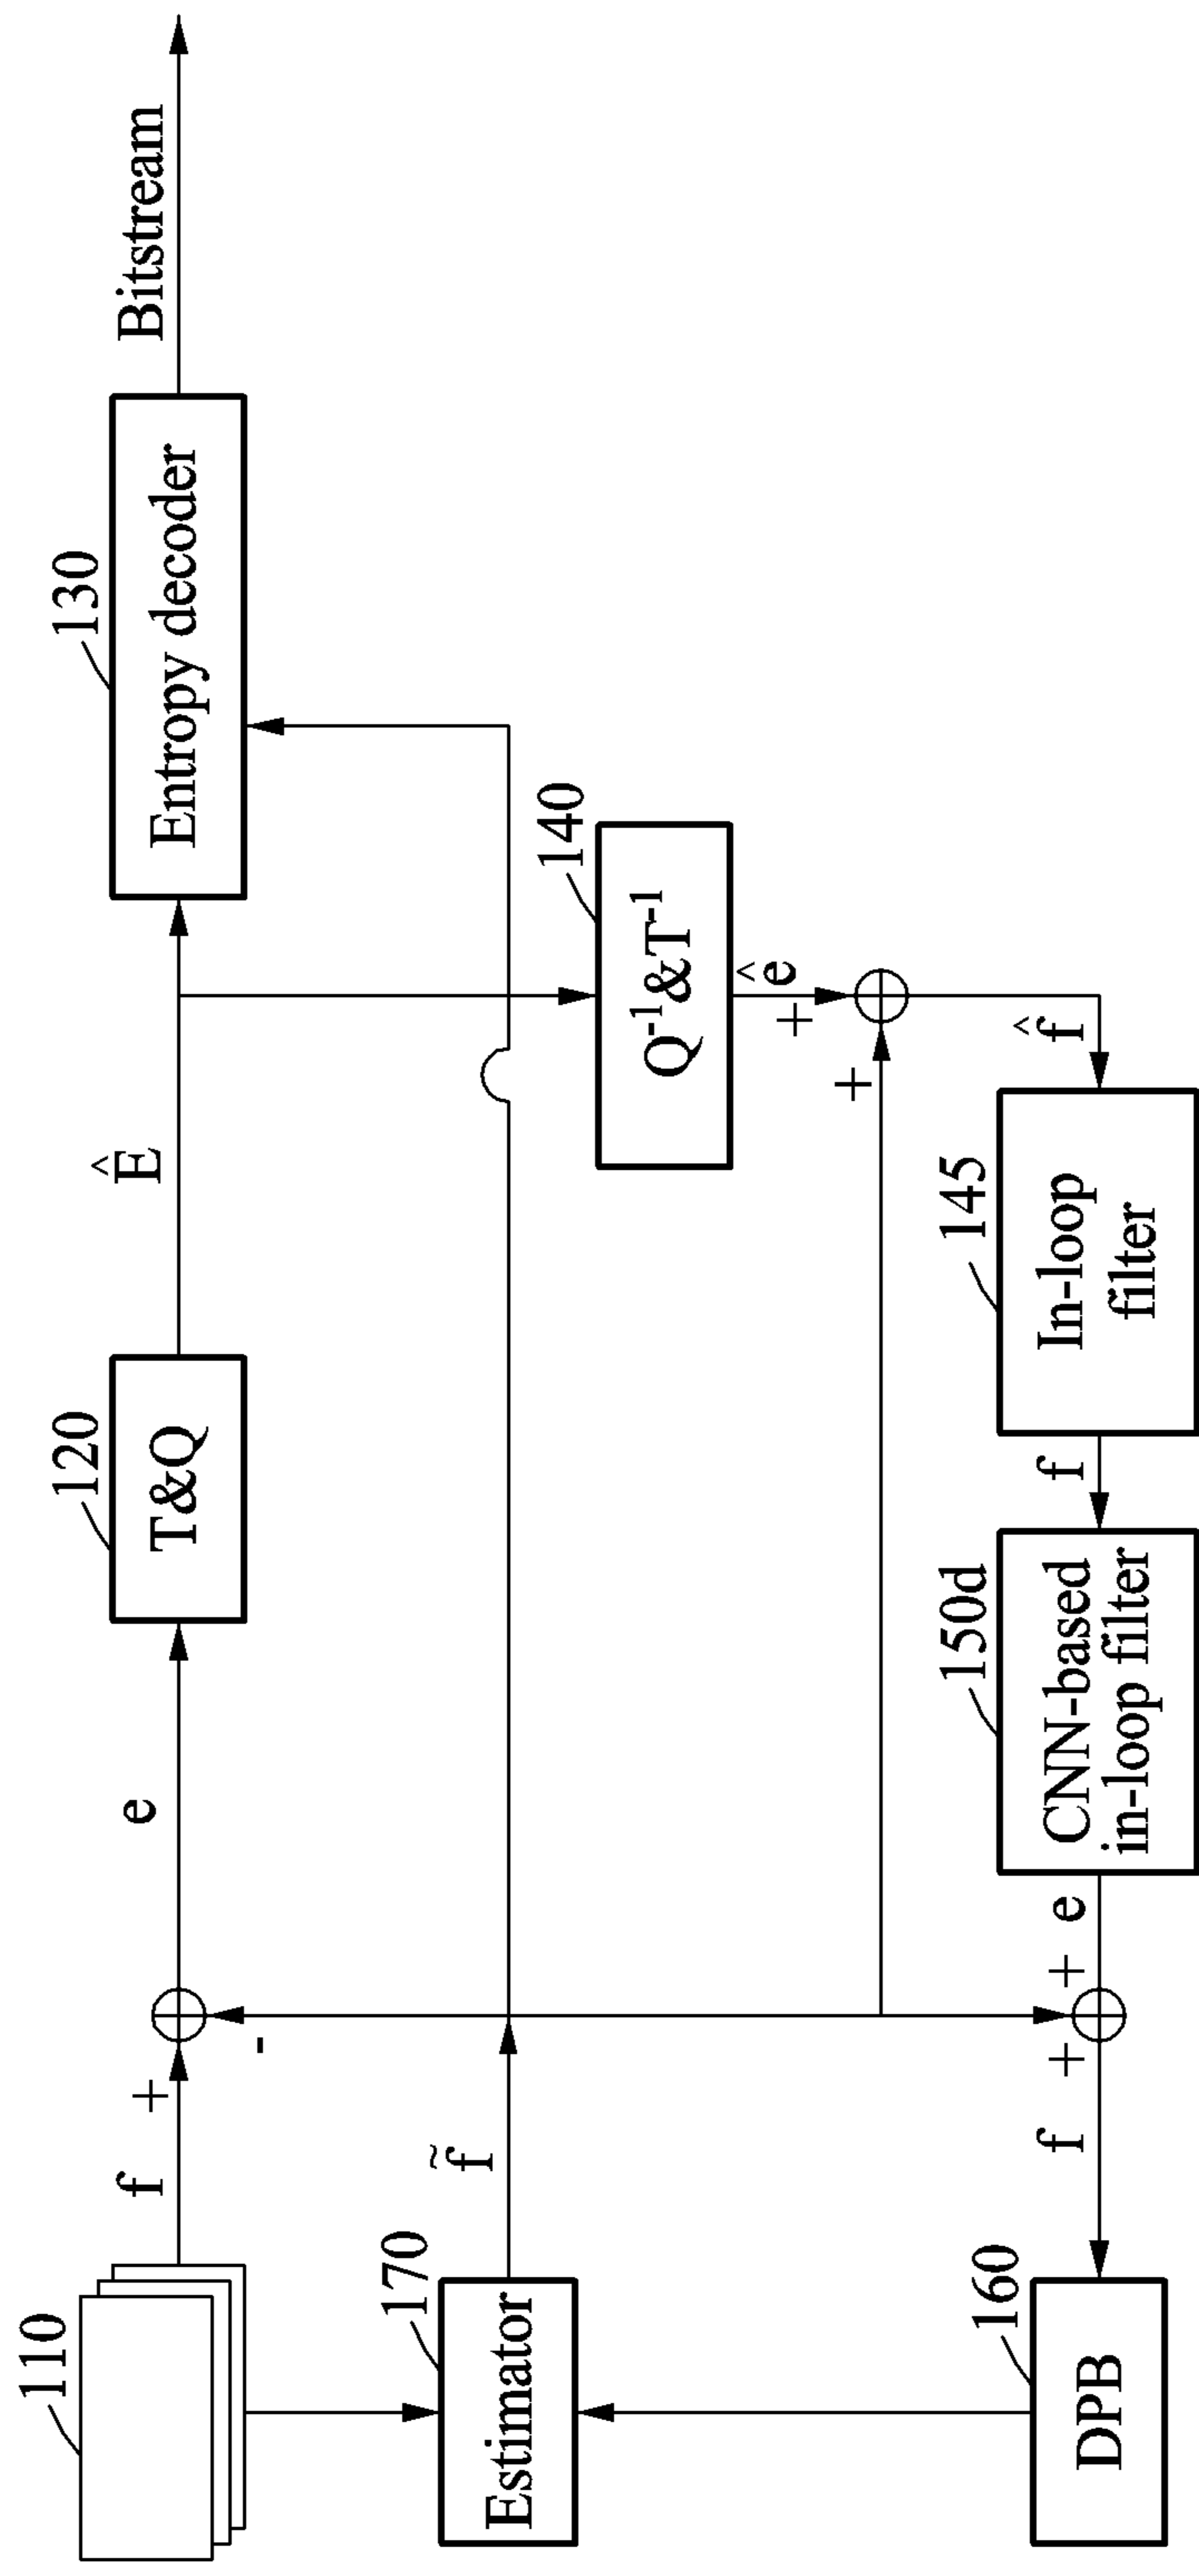 110
f
+
-
e
120
T&Q
Ê
130
Entropy decoder
Bitstream
170
Estimator
f̃
140
Q⁻¹&T⁻¹
ê
+
+
f̂
160
DPB
f
+
+
e
150d
CNN-based
in-loop filter
f
145
In-loop
filter